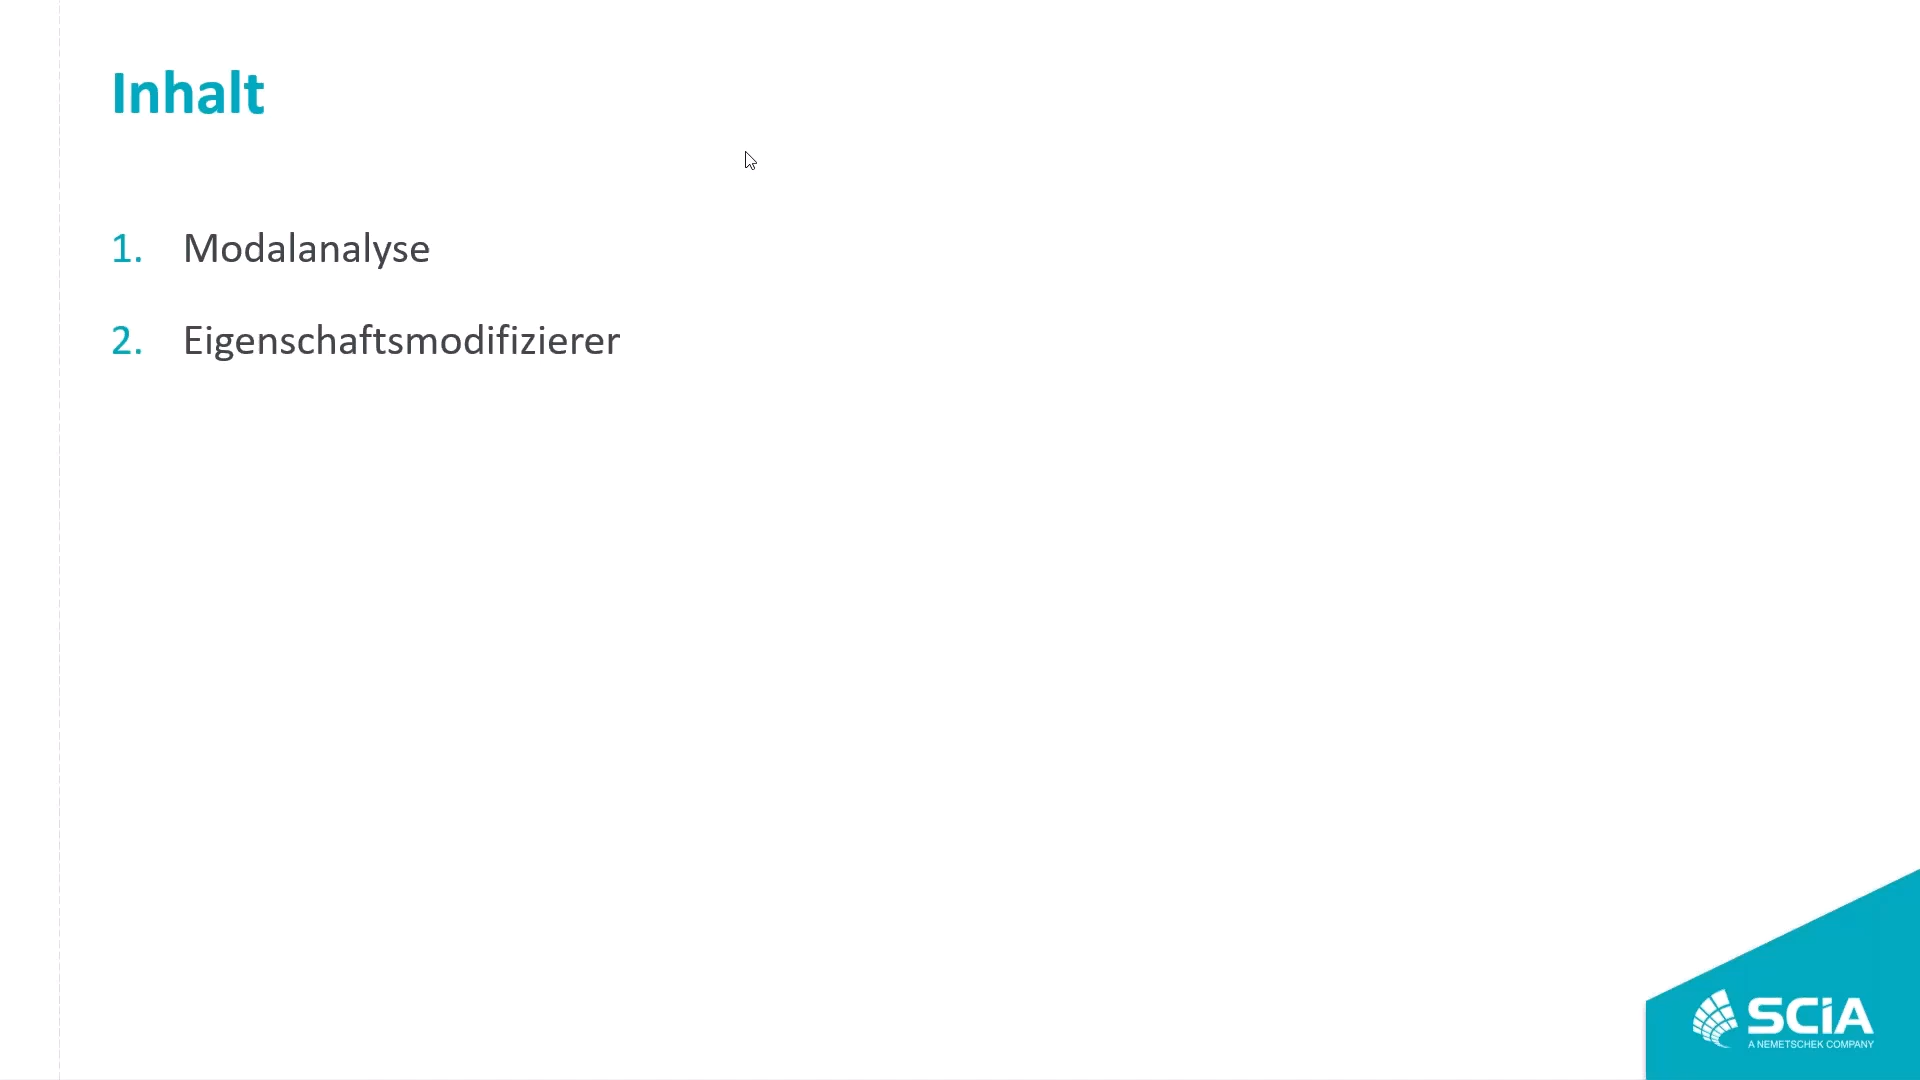 Inhalt
1. Modalanalyse
2. Eigenschaftsmodifizierer
SCiA
A NEMETSCHEK COMPANY